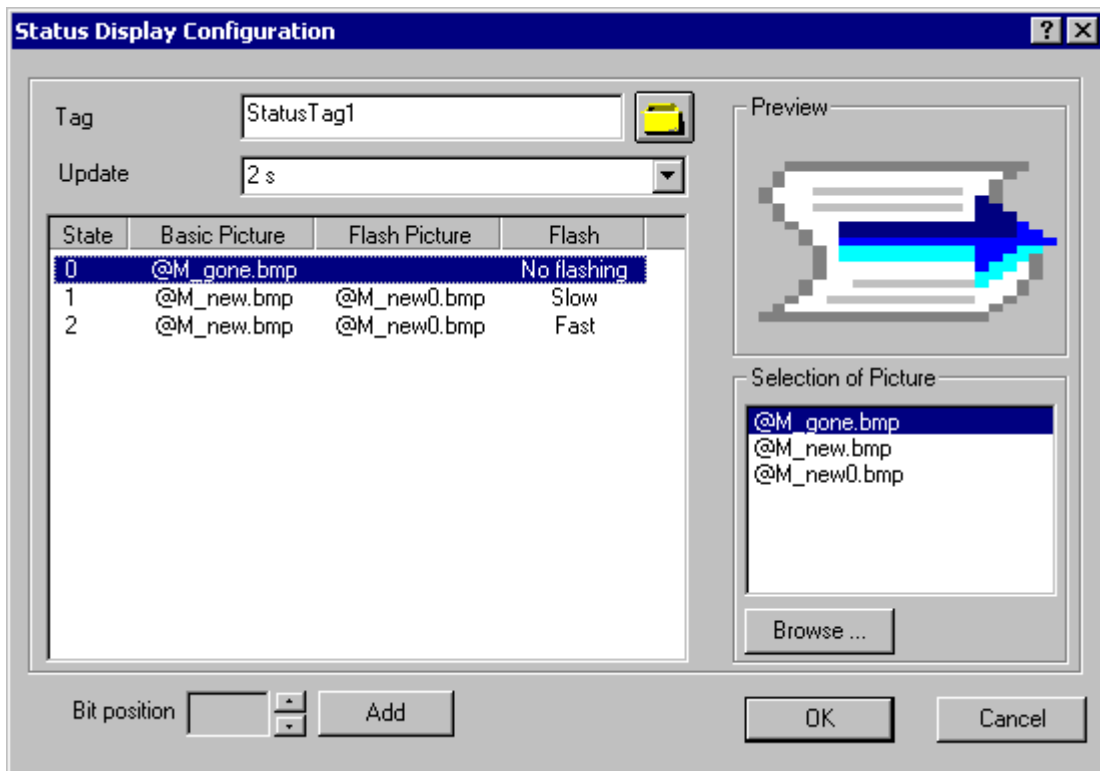 Status Display Configuration
Tag StatusTag1
Update 2 s
State Basic Picture Flash Picture Flash
0 @M_gone.bmp No flashing
1 @M_new.bmp @M_new0.bmp Slow
2 @M_new.bmp @M_new0.bmp Fast
Preview
Selection of Picture
@M_gone.bmp
@M_new.bmp
@M_new0.bmp
Browse ...
Bit position Add OK Cancel